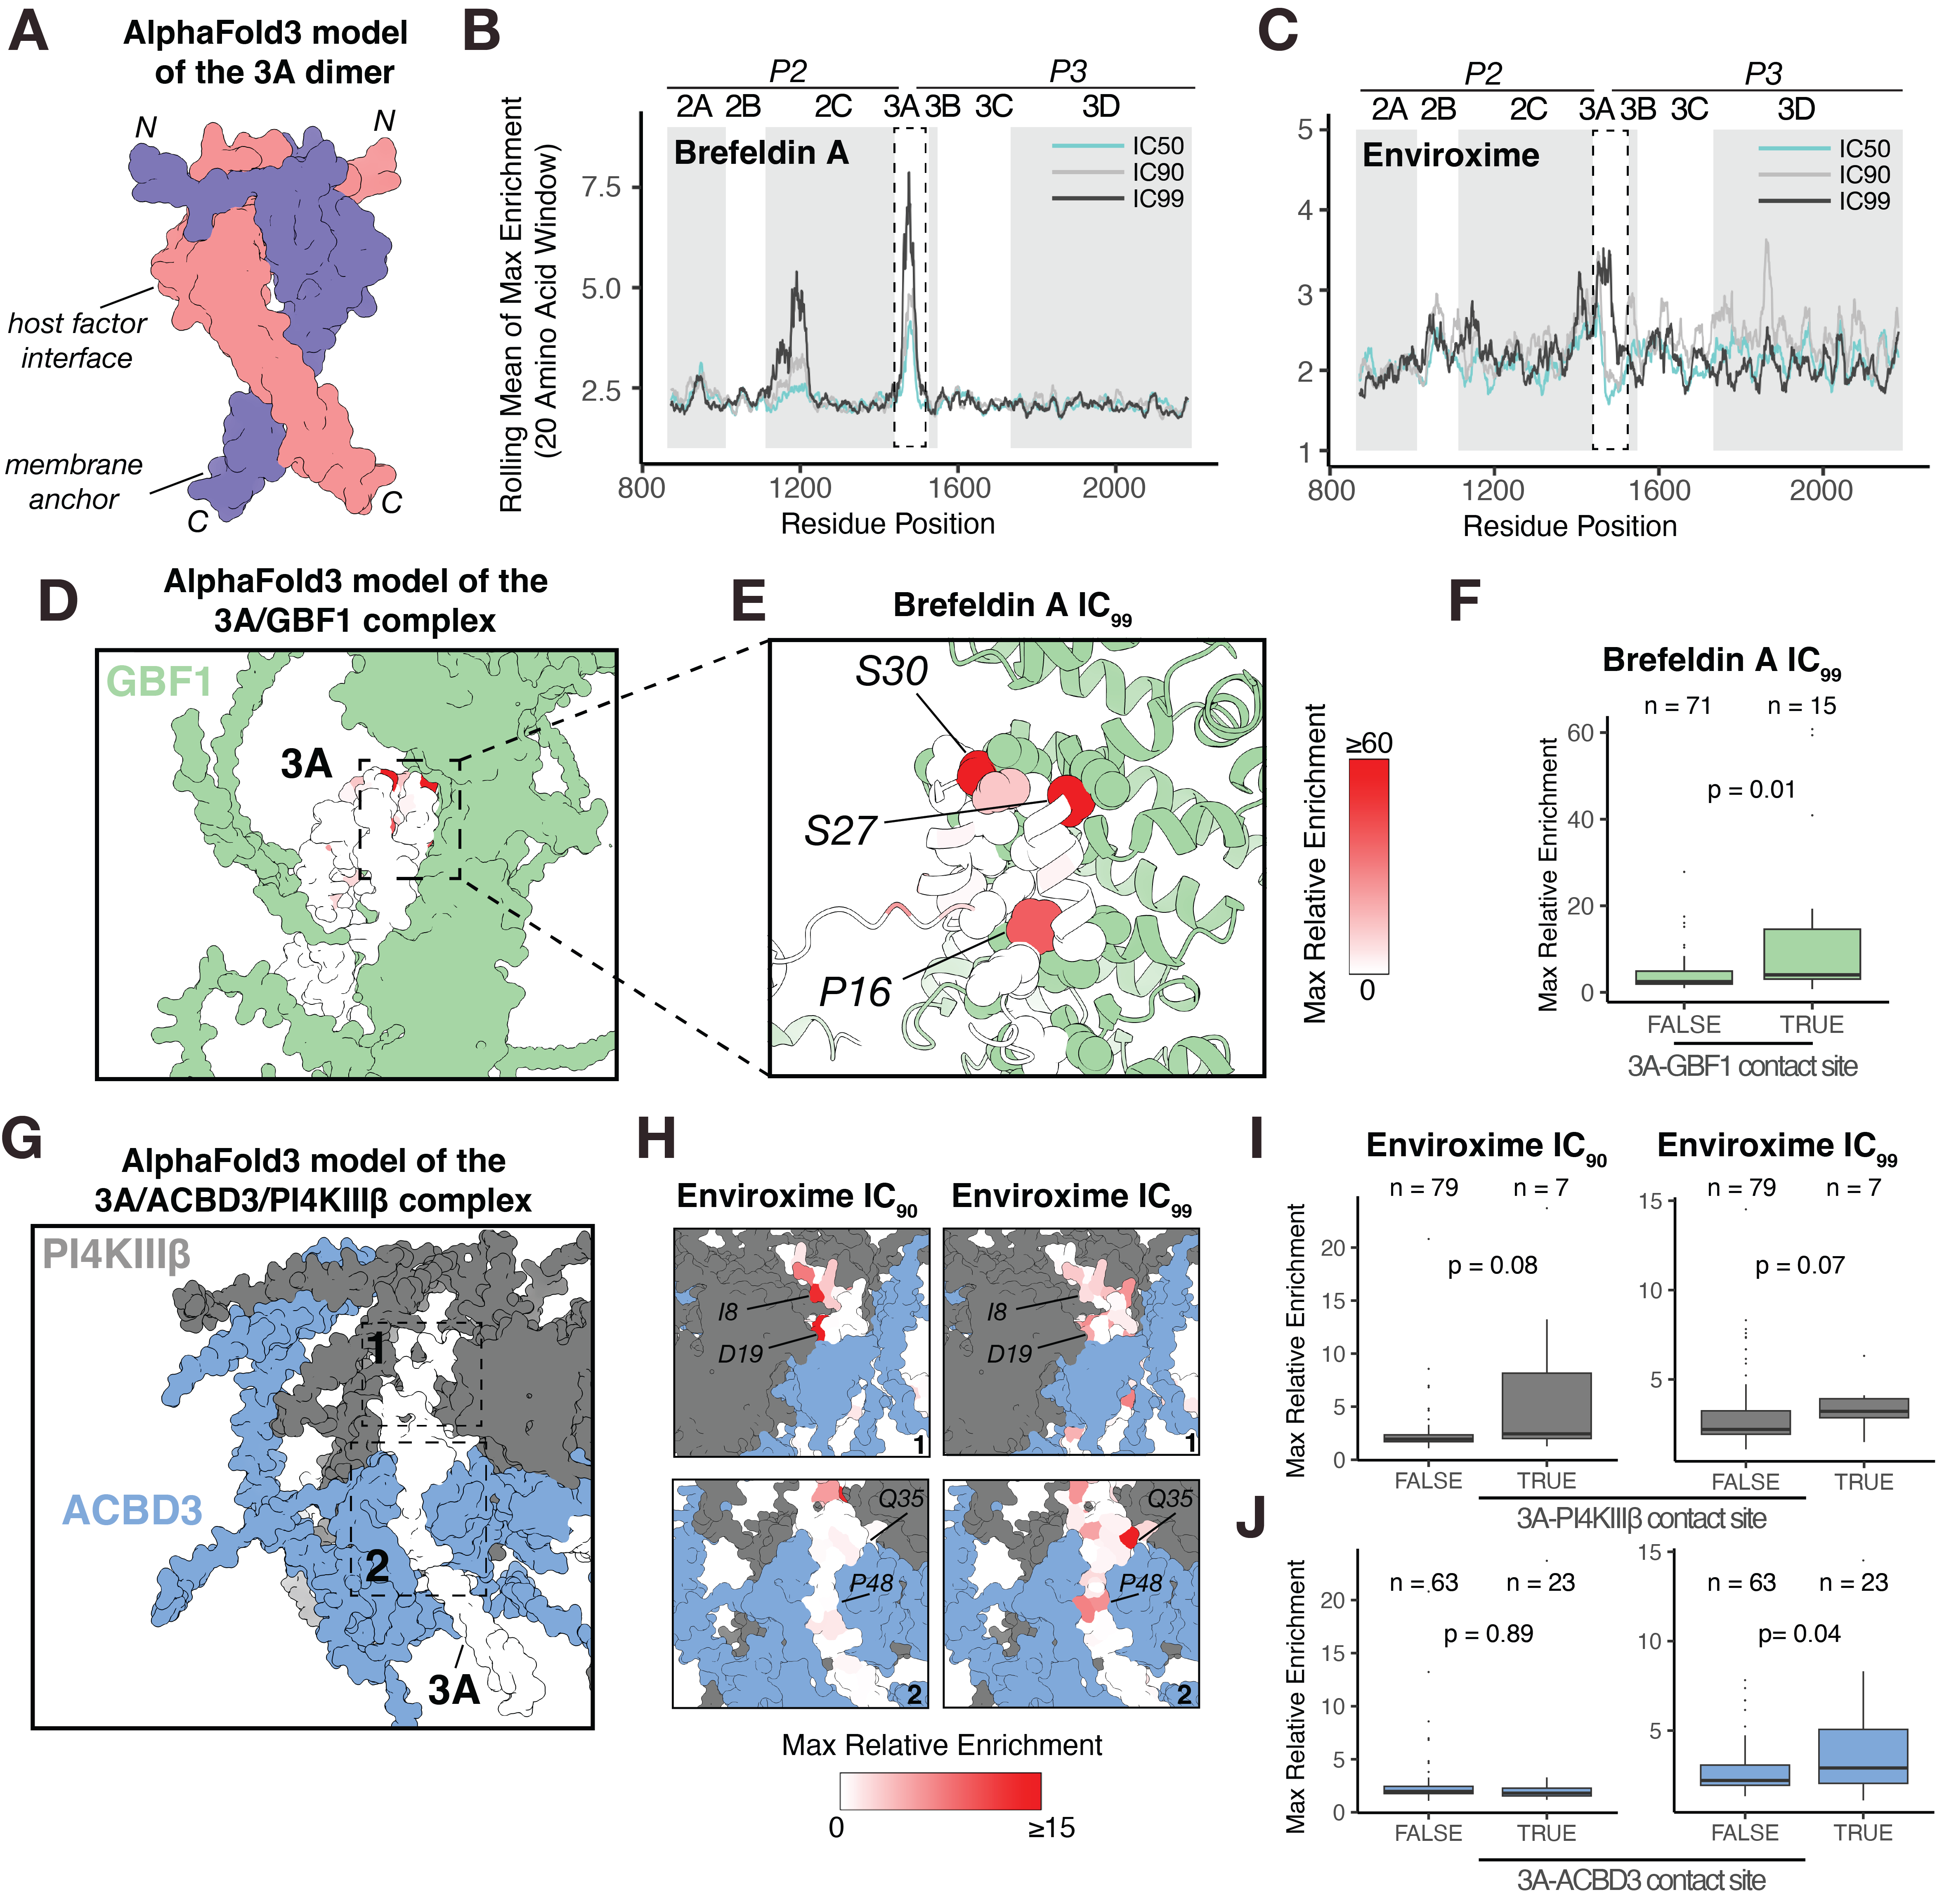 A
AlphaFold3 model
of the 3A dimer
N
N
host factor
interface
membrane
anchor
C
C
B
P2
P3
2A 2B 2C 3A 3B 3C 3D
Brefeldin A
IC50
IC90
IC99
Rolling Mean of Max Enrichment
(20 Amino Acid Window)
7.5
5.0
2.5
800 1200 1600 2000
Residue Position
C
P2
P3
2A 2B 2C 3A 3B 3C 3D
Enviroxime
IC50
IC90
IC99
5
4
3
2
1
800 1200 1600 2000
Residue Position
D
AlphaFold3 model of the
3A/GBF1 complex
GBF1
3A
E
Brefeldin A IC99
S30
S27
P16
Max Relative Enrichment
≥60
0
F
Brefeldin A IC99
n = 71 n = 15
p = 0.01
Max Relative Enrichment
60
40
20
0
FALSE TRUE
3A-GBF1 contact site
G
AlphaFold3 model of the
3A/ACBD3/PI4KIIIβ complex
PI4KIIIβ
1
ACBD3
2
3A
H
Enviroxime IC90
Enviroxime IC99
I8
D19
1
I8
D19
1
Q35
P48
2
Q35
P48
2
Max Relative Enrichment
0 ≥15
I
Enviroxime IC90
Enviroxime IC99
n = 79 n = 7
p = 0.08
Max Relative Enrichment
20
15
10
5
0
FALSE TRUE
n = 79 n = 7
p = 0.07
15
10
5
FALSE TRUE
3A-PI4KIIIβ contact site
J
n = 63 n = 23
p = 0.89
Max Relative Enrichment
20
15
10
5
0
FALSE TRUE
n = 63 n = 23
p= 0.04
15
10
5
FALSE TRUE
3A-ACBD3 contact site